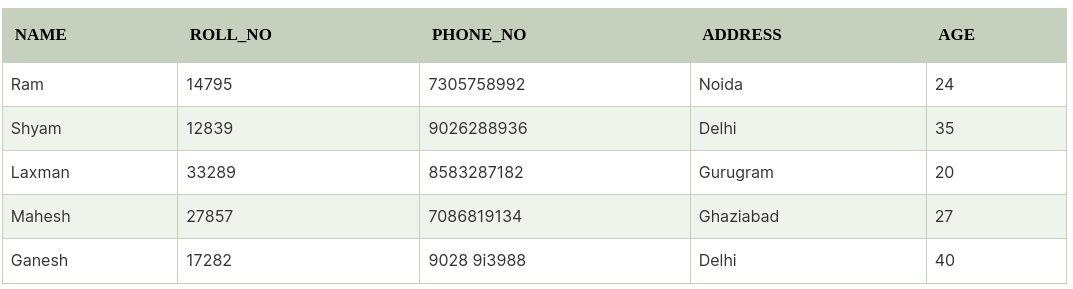 NAME ROLL_NO PHONE_NO ADDRESS AGE
Ram 14795 7305758992 Noida 24
Shyam 12839 9026288936 Delhi 35
Laxman 33289 8583287182 Gurugram 20
Mahesh 27857 7086819134 Ghaziabad 27
Ganesh 17282 9028 9i3988 Delhi 40